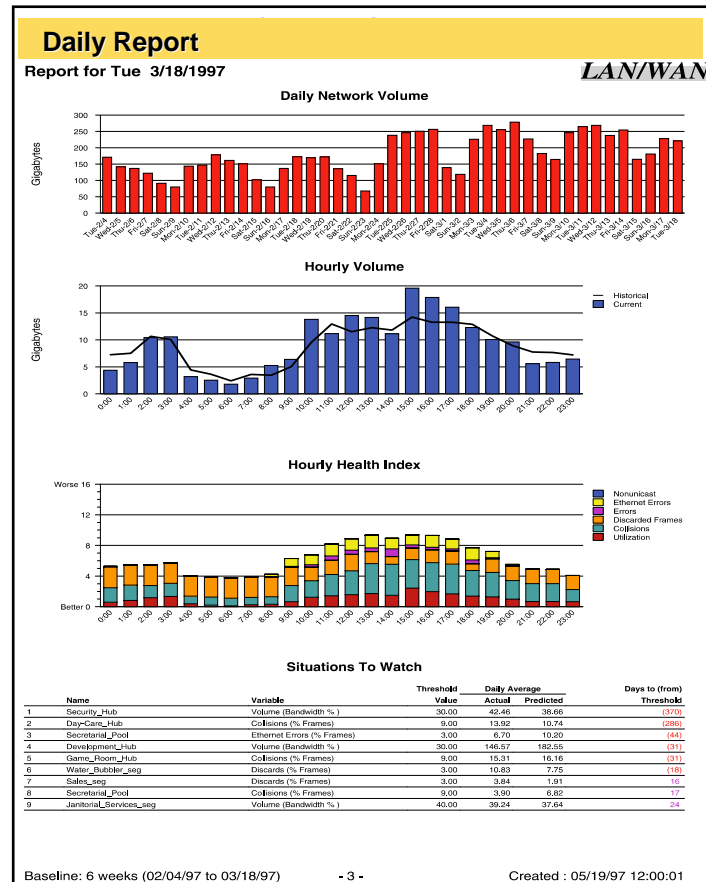 Daily Report
Report for Tue 3/18/1997
LAN/WAN
Daily Network Volume
Gigabytes
300
250
200
150
100
50
0
Tue-2/4
Wed-2/5
Thu-2/6
Fri-2/7
Sat-2/8
Sun-2/9
Mon-2/10
Tue-2/11
Wed-2/12
Thu-2/13
Fri-2/14
Sat-2/15
Sun-2/16
Mon-2/17
Tue-2/18
Wed-2/19
Thu-2/20
Fri-2/21
Sat-2/22
Sun-2/23
Mon-2/24
Tue-2/25
Wed-2/26
Thu-2/27
Fri-2/28
Sat-3/1
Sun-3/2
Mon-3/3
Tue-3/4
Wed-3/5
Thu-3/6
Fri-3/7
Sat-3/8
Sun-3/9
Mon-3/10
Tue-3/11
Wed-3/12
Thu-3/13
Fri-3/14
Sat-3/15
Sun-3/16
Mon-3/17
Tue-3/18
Hourly Volume
Gigabytes
20
15
10
5
0
0:00
1:00
2:00
3:00
4:00
5:00
6:00
7:00
8:00
9:00
10:00
11:00
12:00
13:00
14:00
15:00
16:00
17:00
18:00
19:00
20:00
21:00
22:00
23:00
Historical
Current
Hourly Health Index
Worse 16
12
8
4
Better 0
0:00
1:00
2:00
3:00
4:00
5:00
6:00
7:00
8:00
9:00
10:00
11:00
12:00
13:00
14:00
15:00
16:00
17:00
18:00
19:00
20:00
21:00
22:00
23:00
Nonunicast
Ethernet Errors
Errors
Discarded Frames
Collisions
Utilization
Situations To Watch
Threshold Daily Average Days to (from)
Name Variable Value Actual Predicted Threshold
1 Security_Hub Volume (Bandwidth % ) 30.00 42.46 38.66 (370)
2 Day-Care_Hub Collisions (% Frames) 9.00 13.92 10.74 (286)
3 Secretarial_Pool Ethernet Errors (% Frames) 3.00 6.70 10.20 (44)
4 Development_Hub Volume (Bandwidth % ) 30.00 146.57 182.55 (31)
5 Game_Room_Hub Collisions (% Frames) 9.00 15.31 16.16 (31)
6 Water_Bubbler_seg Discards (% Frames) 3.00 10.83 7.75 (18)
7 Sales_seg Discards (% Frames) 3.00 3.84 1.91 16
8 Secretarial_Pool Collisions (% Frames) 9.00 3.90 6.82 17
9 Janitorial_Services_seg Volume (Bandwidth % ) 40.00 39.24 37.64 24
Baseline: 6 weeks (02/04/97 to 03/18/97) - 3 - Created : 05/19/97 12:00:01